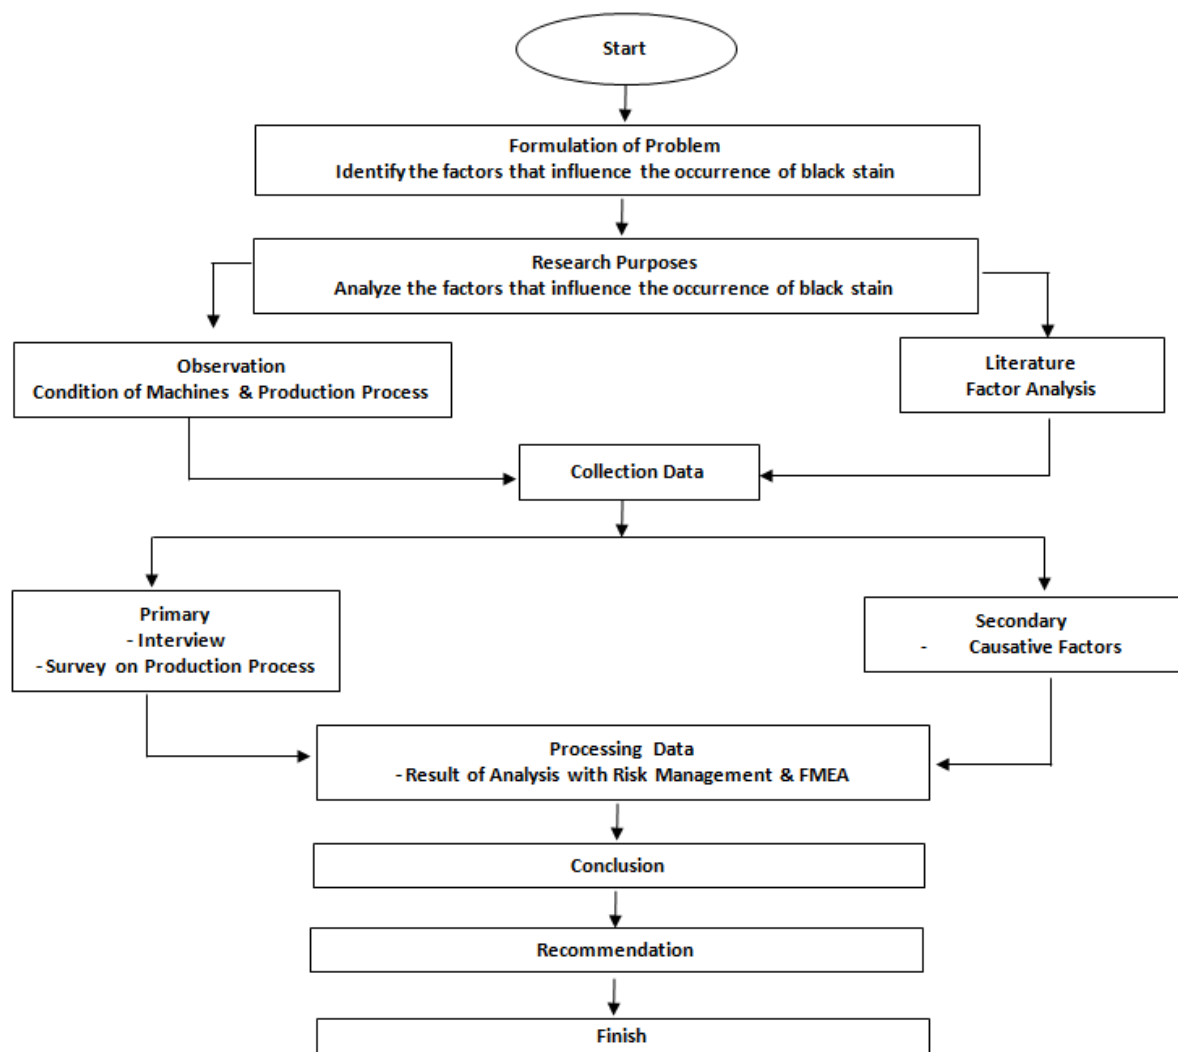 Start
Formulation of Problem
Identify the factors that influence the occurrence of black stain
Research Purposes
Analyze the factors that influence the occurrence of black stain
Observation
Condition of Machines & Production Process
Literature
Factor Analysis
Collection Data
Primary
- Interview
- Survey on Production Process
Secondary
- Causative Factors
Processing Data
- Result of Analysis with Risk Management & FMEA
Conclusion
Recommendation
Finish